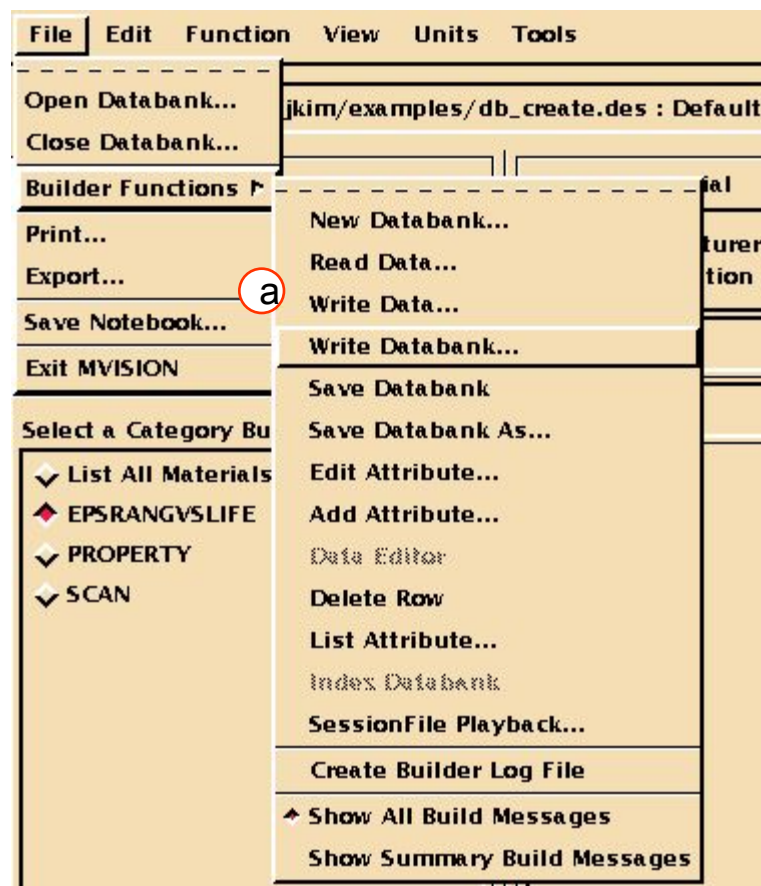 File Edit Function View Units Tools
Open Databank...
jkim/examples/db_create.des : Default
Close Databank...
Builder Functions
ial
New Databank...
Print...
turer
Read Data...
Export...
tion
a
Write Data...
Save Notebook...
Write Databank...
Exit MVISION
Save Databank
Select a Category Bu
Save Databank As...
List All Materials
Edit Attribute...
EPSRANGVSLIFE
Add Attribute...
PROPERTY
Data Editor
SCAN
Delete Row
List Attribute...
Index Databank
SessionFile Playback...
Create Builder Log File
Show All Build Messages
Show Summary Build Messages